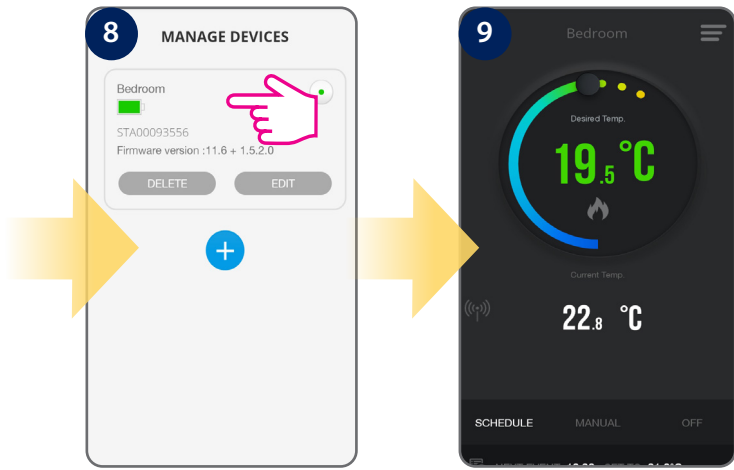 8
MANAGE DEVICES
Bedroom
STA00093556
Firmware version :11.6 + 1.5.2.0
DELETE
EDIT
+
9
Bedroom
Desired Temp.
19.5 °C
Current Temp.
22.8 °C
SCHEDULE
MANUAL
OFF